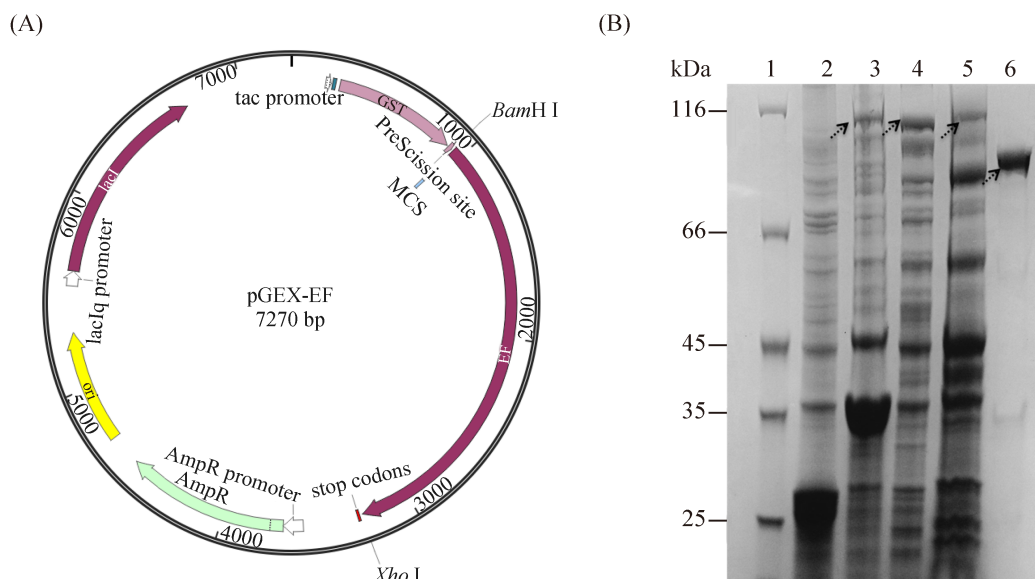 (A)
7000
tac promoter
GST
1000
BamH I
PreScission site
MCS
lacI
6000
lacIq promoter
pGEX-EF
7270 bp
2000
EF
ori
5000
AmpR promoter
AmpR
stop codons
3000
4000
Xho I
(B)
kDa 1 2 3 4 5 6
116
66
45
35
25